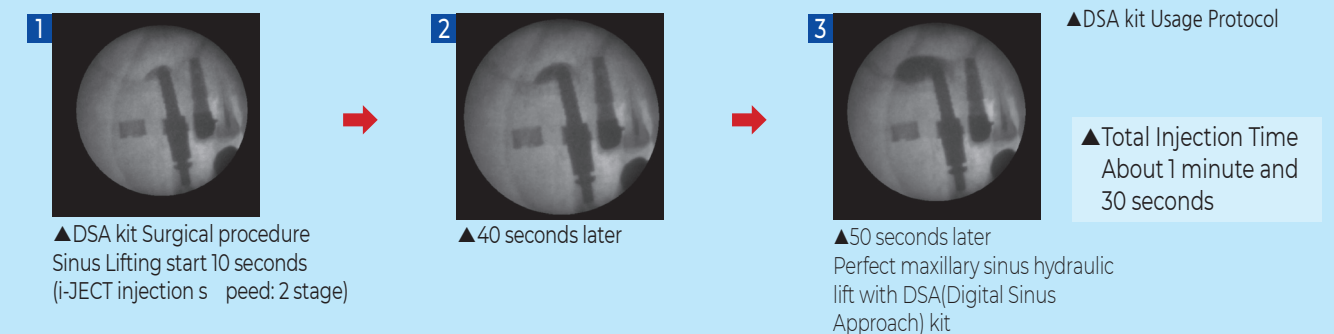 1
▲DSA kit Surgical procedure
Sinus Lifting start 10 seconds
(i-JECT injection s peed: 2 stage)
2
▲40 seconds later
3
▲50 seconds later
Perfect maxillary sinus hydraulic
lift with DSA(Digital Sinus
Approach) kit
▲DSA kit Usage Protocol
▲Total Injection Time
About 1 minute and
30 seconds